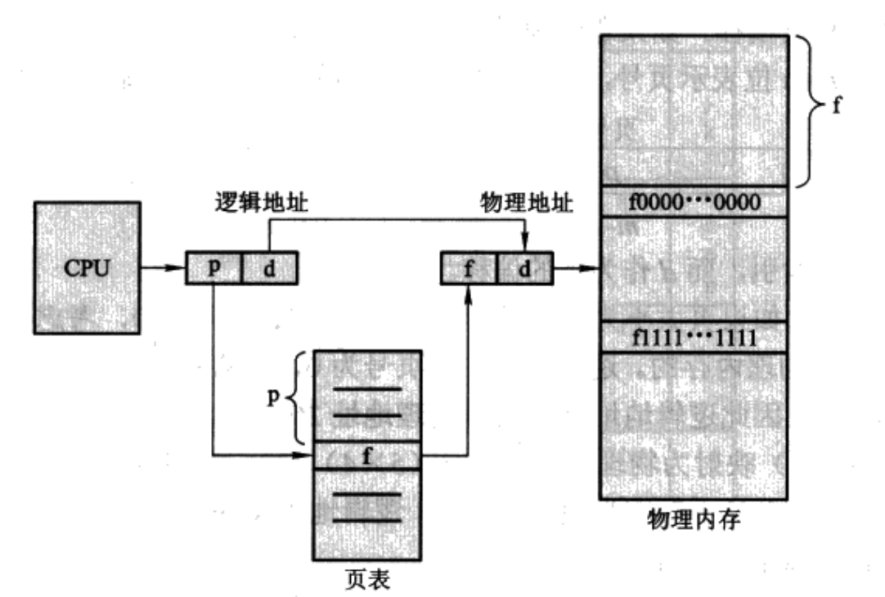 f
f0000···0000
逻辑地址
物理地址
CPU
p d
f d
f1111···1111
p
f
物理内存
页表